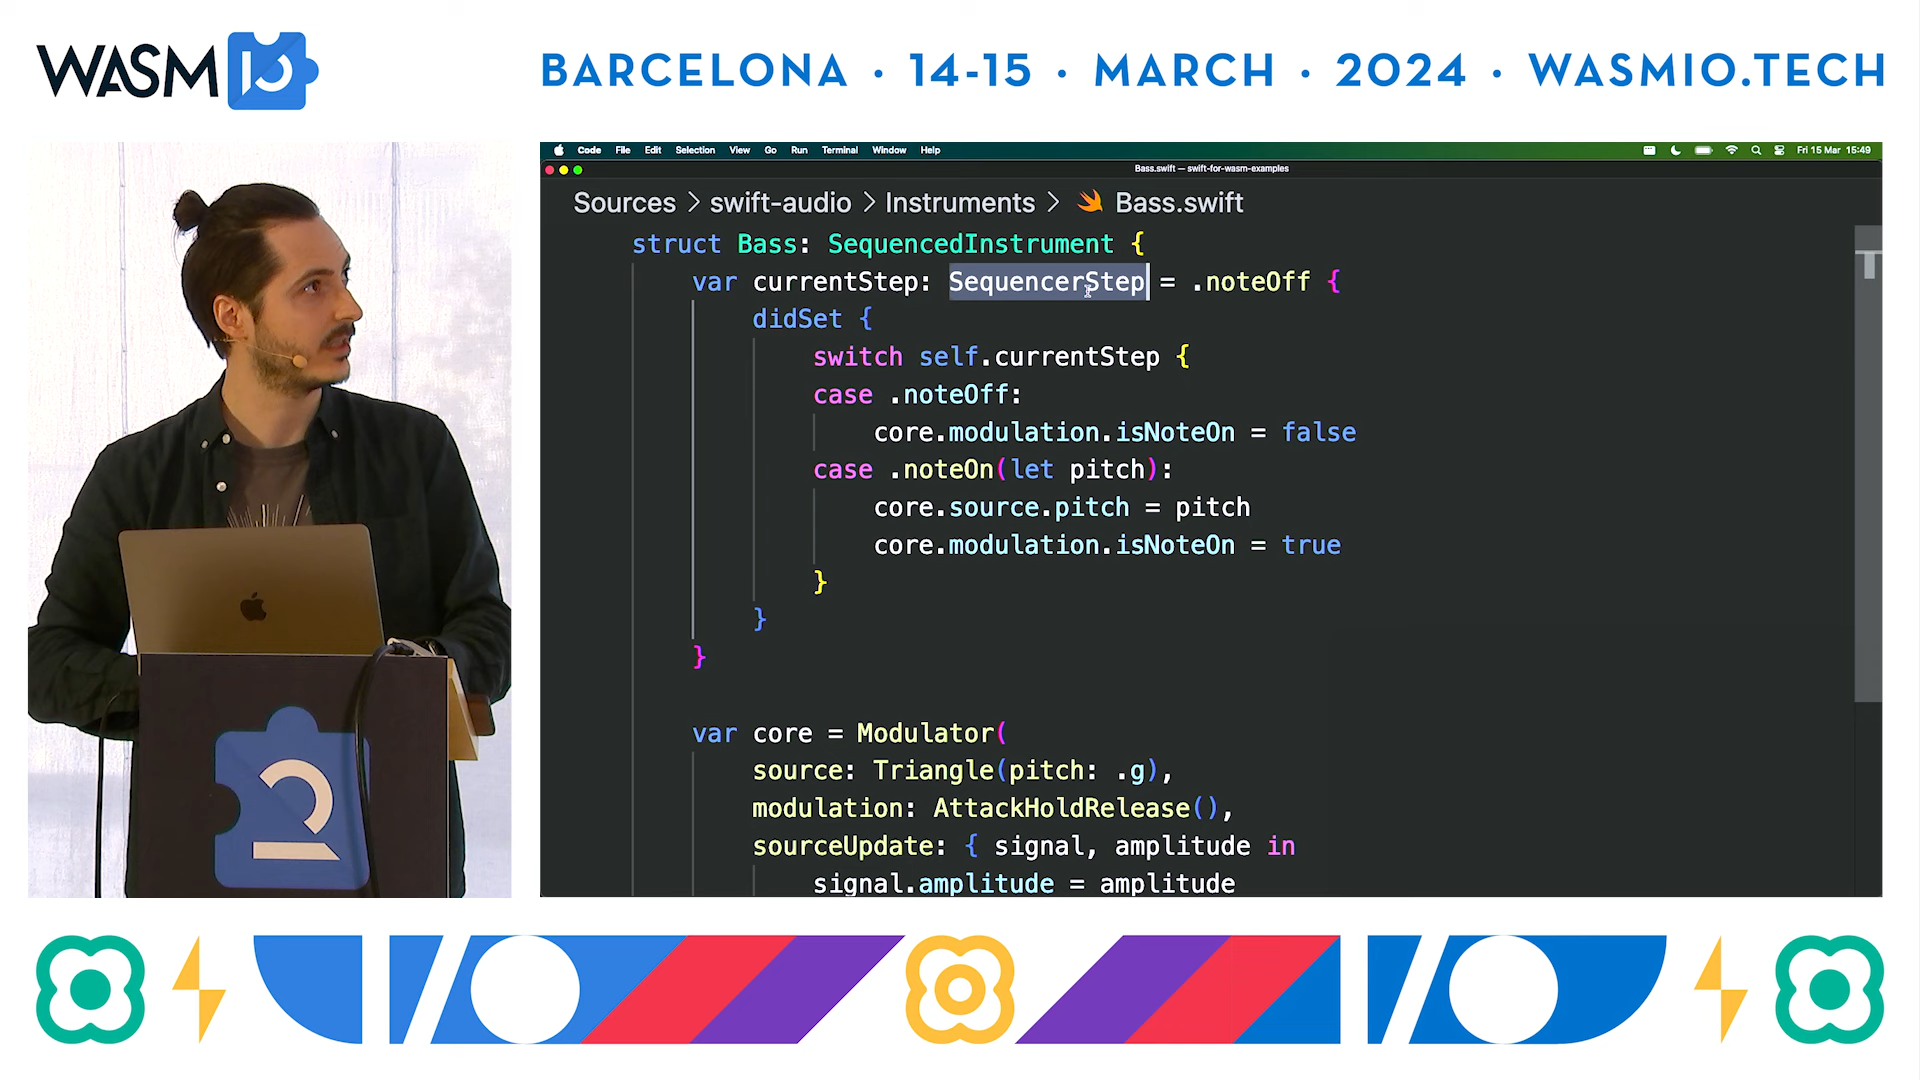 WASM IO
BARCELONA · 14-15 · MARCH · 2024 · WASMIO.TECH
Code File Edit Selection View Go Run Terminal Window Help Fri 15 Mar 15:49
Bass.swift — swift-for-wasm-examples
Sources > swift-audio > Instruments > Bass.swift
struct Bass: SequencedInstrument {
var currentStep: SequencerStep = .noteOff {
didSet {
switch self.currentStep {
case .noteOff:
core.modulation.isNoteOn = false
case .noteOn(let pitch):
core.source.pitch = pitch
core.modulation.isNoteOn = true
}
}
}
var core = Modulator(
source: Triangle(pitch: .g),
modulation: AttackHoldRelease(),
sourceUpdate: { signal, amplitude in
signal.amplitude = amplitude